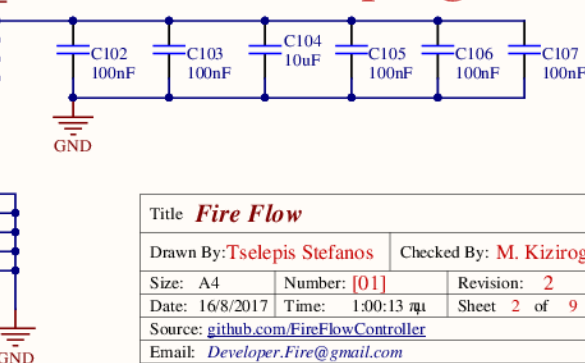 C102
100nF
C103
100nF
C104
10uF
C105
100nF
C106
100nF
C107
100nF
GND
GND
Title Fire Flow
Drawn By: Tselepis Stefanos Checked By: M. Kizirog
Size: A4 Number: [01] Revision: 2
Date: 16/8/2017 Time: 1:00:13 πμ Sheet 2 of 9
Source: github.com/FireFlowController
Email: Developer.Fire@gmail.com